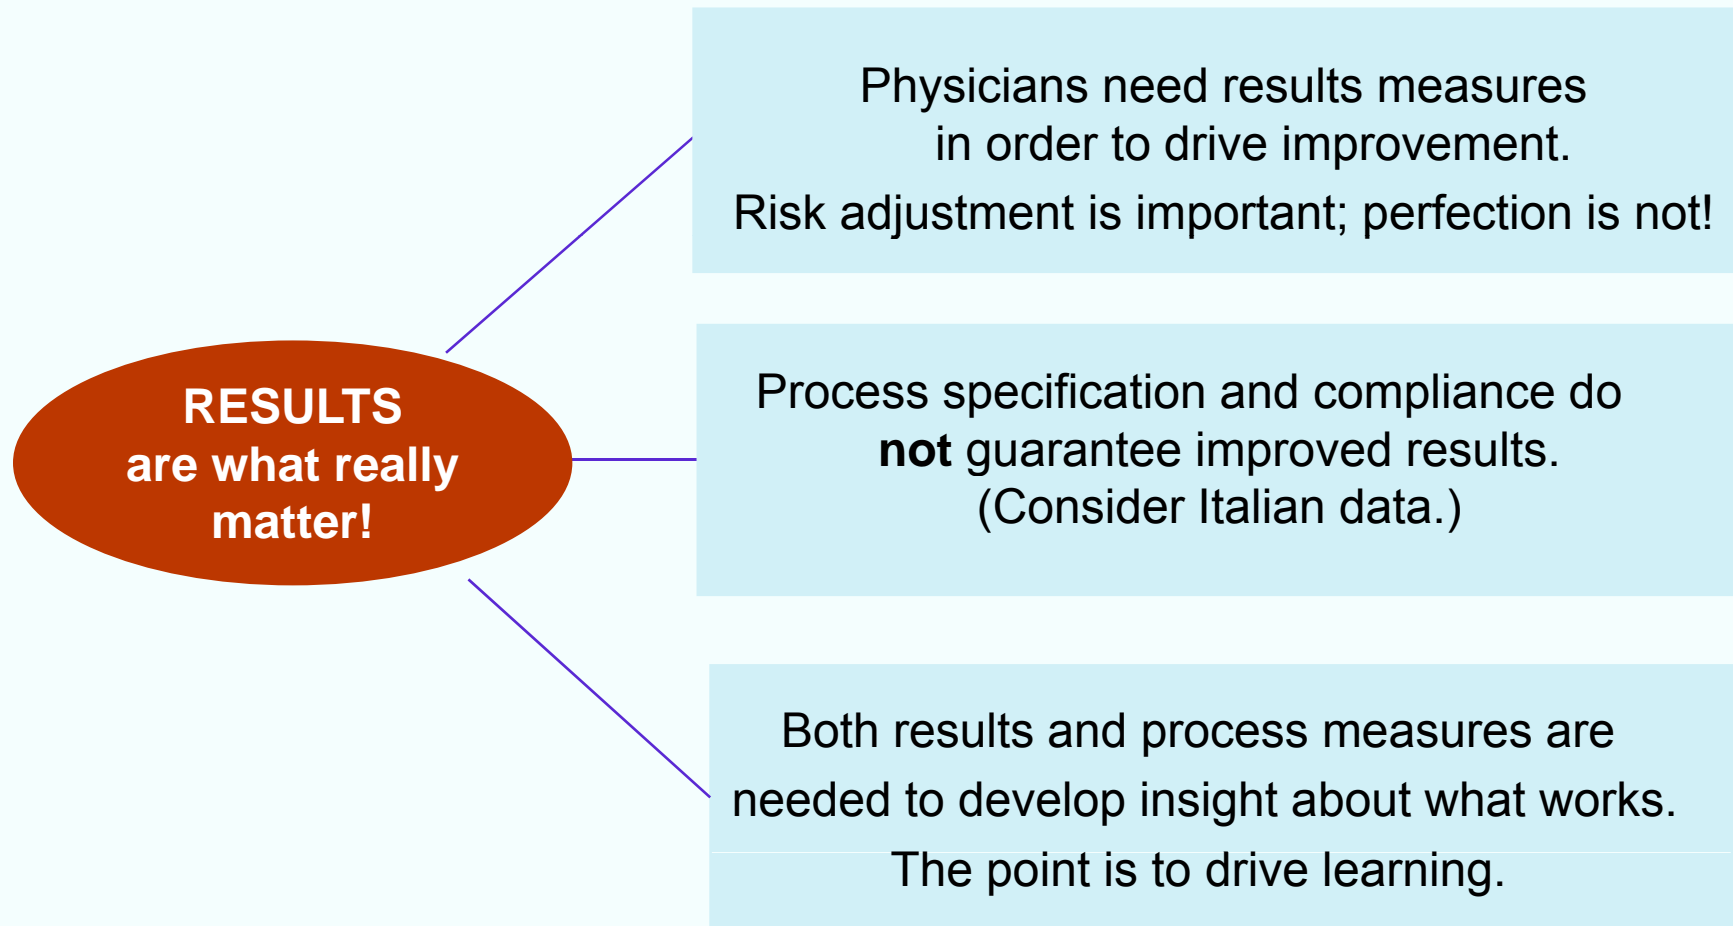 RESULTS
are what really
matter!
Physicians need results measures
in order to drive improvement.
Risk adjustment is important; perfection is not!
Process specification and compliance do
not guarantee improved results.
(Consider Italian data.)
Both results and process measures are
needed to develop insight about what works.
The point is to drive learning.